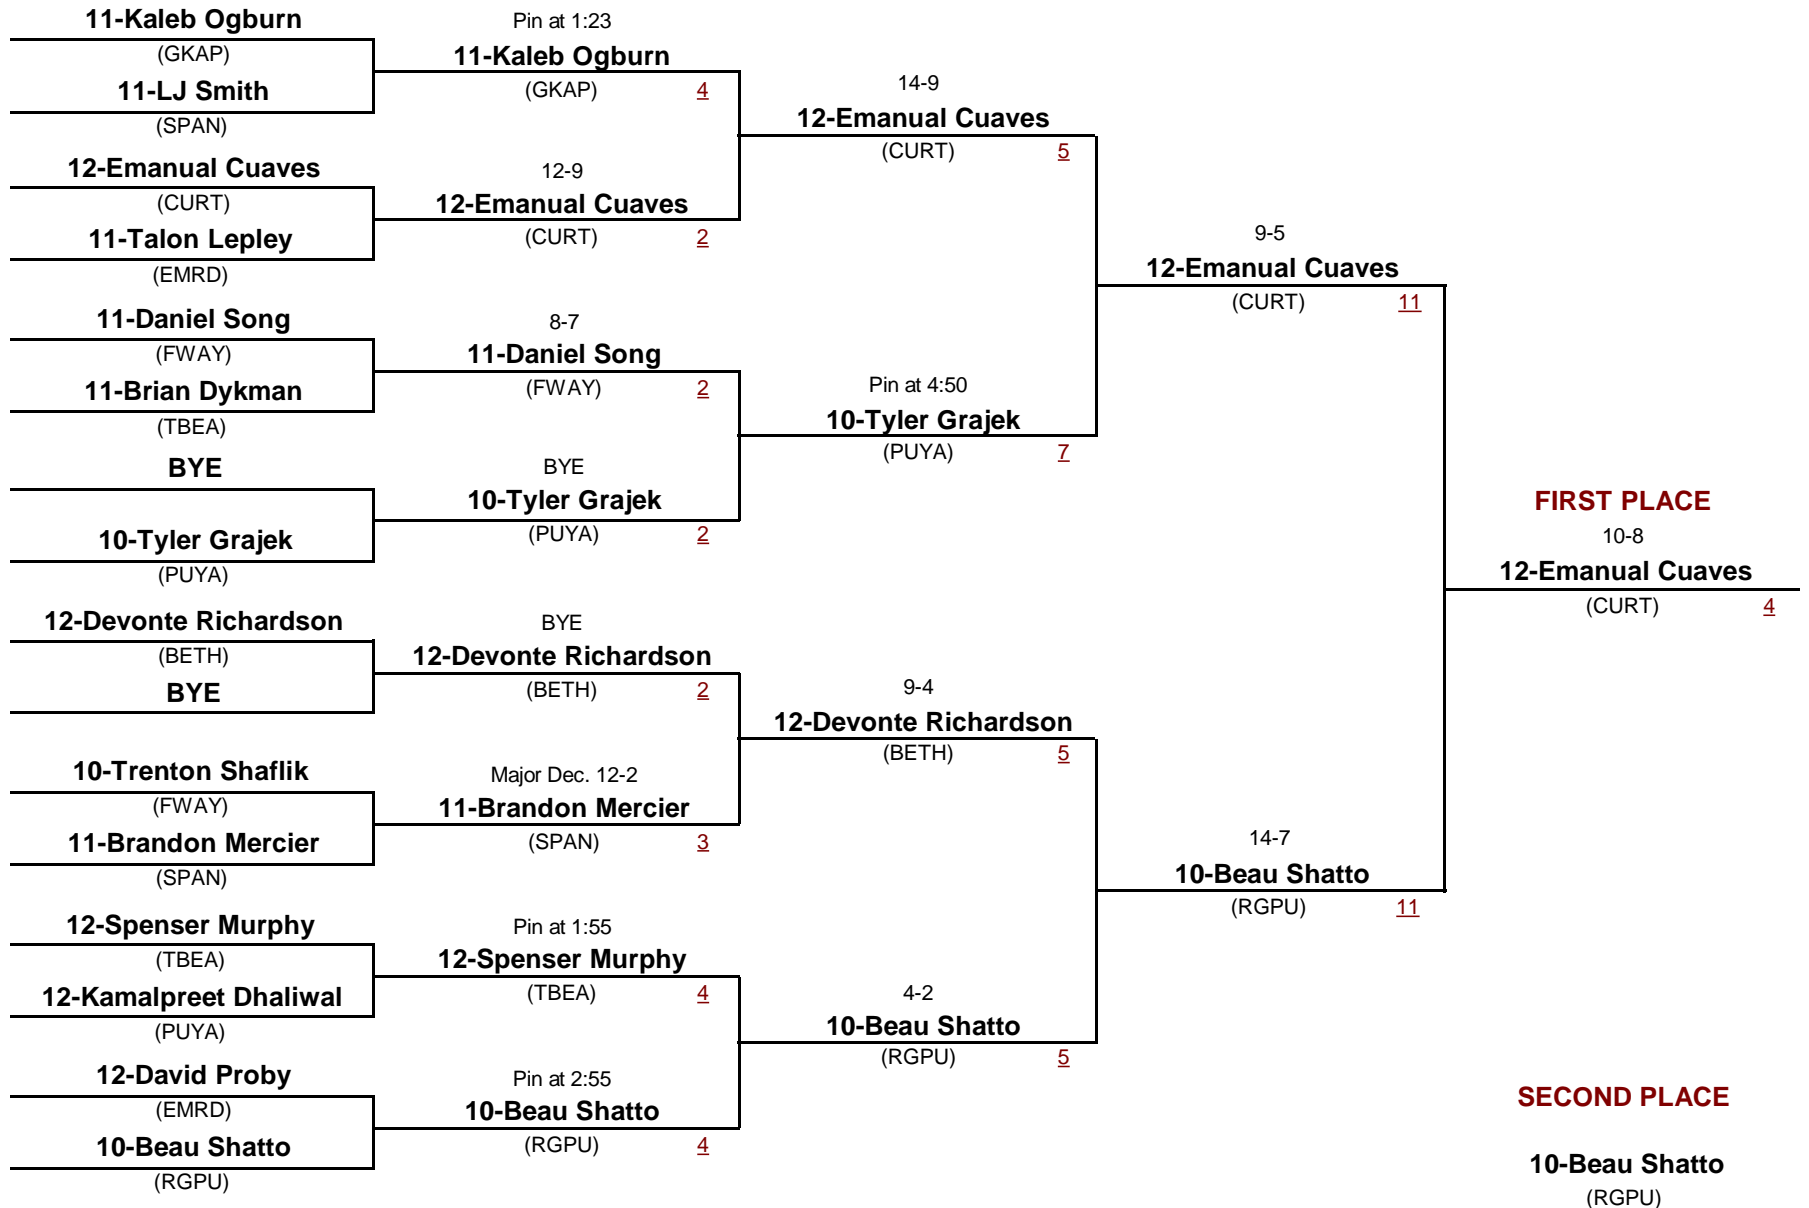 11-Kaleb Ogburn
(GKAP)
11-LJ Smith
(SPAN)
12-Emanual Cuaves
(CURT)
11-Talon Lepley
(EMRD)
11-Daniel Song
(FWAY)
11-Brian Dykman
(TBEA)
BYE
10-Tyler Grajek
(PUYA)
12-Devonte Richardson
(BETH)
BYE
10-Trenton Shaflik
(FWAY)
11-Brandon Mercier
(SPAN)
12-Spenser Murphy
(TBEA)
12-Kamalpreet Dhaliwal
(PUYA)
12-David Proby
(EMRD)
10-Beau Shatto
(RGPU)
Pin at 1:23
11-Kaleb Ogburn
(GKAP) 4
12-9
12-Emanual Cuaves
(CURT) 2
8-7
11-Daniel Song
(FWAY) 2
BYE
10-Tyler Grajek
(PUYA) 2
BYE
12-Devonte Richardson
(BETH) 2
Major Dec. 12-2
11-Brandon Mercier
(SPAN) 3
Pin at 1:55
12-Spenser Murphy
(TBEA) 4
Pin at 2:55
10-Beau Shatto
(RGPU) 4
14-9
12-Emanual Cuaves
(CURT) 5
Pin at 4:50
10-Tyler Grajek
(PUYA) 7
9-4
12-Devonte Richardson
(BETH) 5
4-2
10-Beau Shatto
(RGPU) 5
9-5
12-Emanual Cuaves
(CURT) 11
14-7
10-Beau Shatto
(RGPU) 11
FIRST PLACE
10-8
12-Emanual Cuaves
(CURT) 4
SECOND PLACE
10-Beau Shatto
(RGPU)